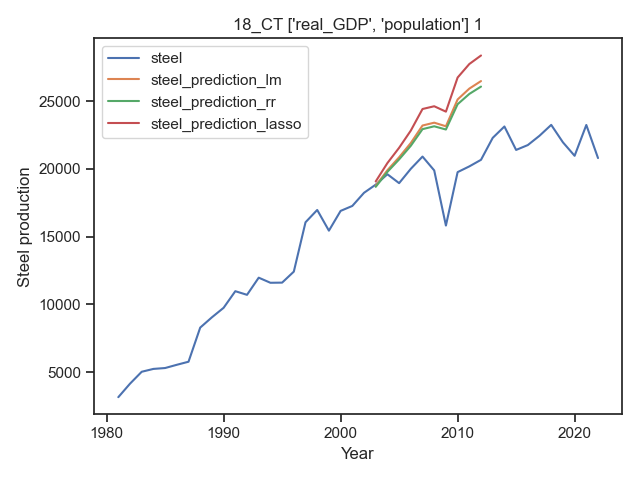 18_CT ['real_GDP', 'population'] 1
steel
steel_prediction_lm
steel_prediction_rr
steel_prediction_lasso
Steel production
25000
20000
15000
10000
5000
1980 1990 2000 2010 2020
Year